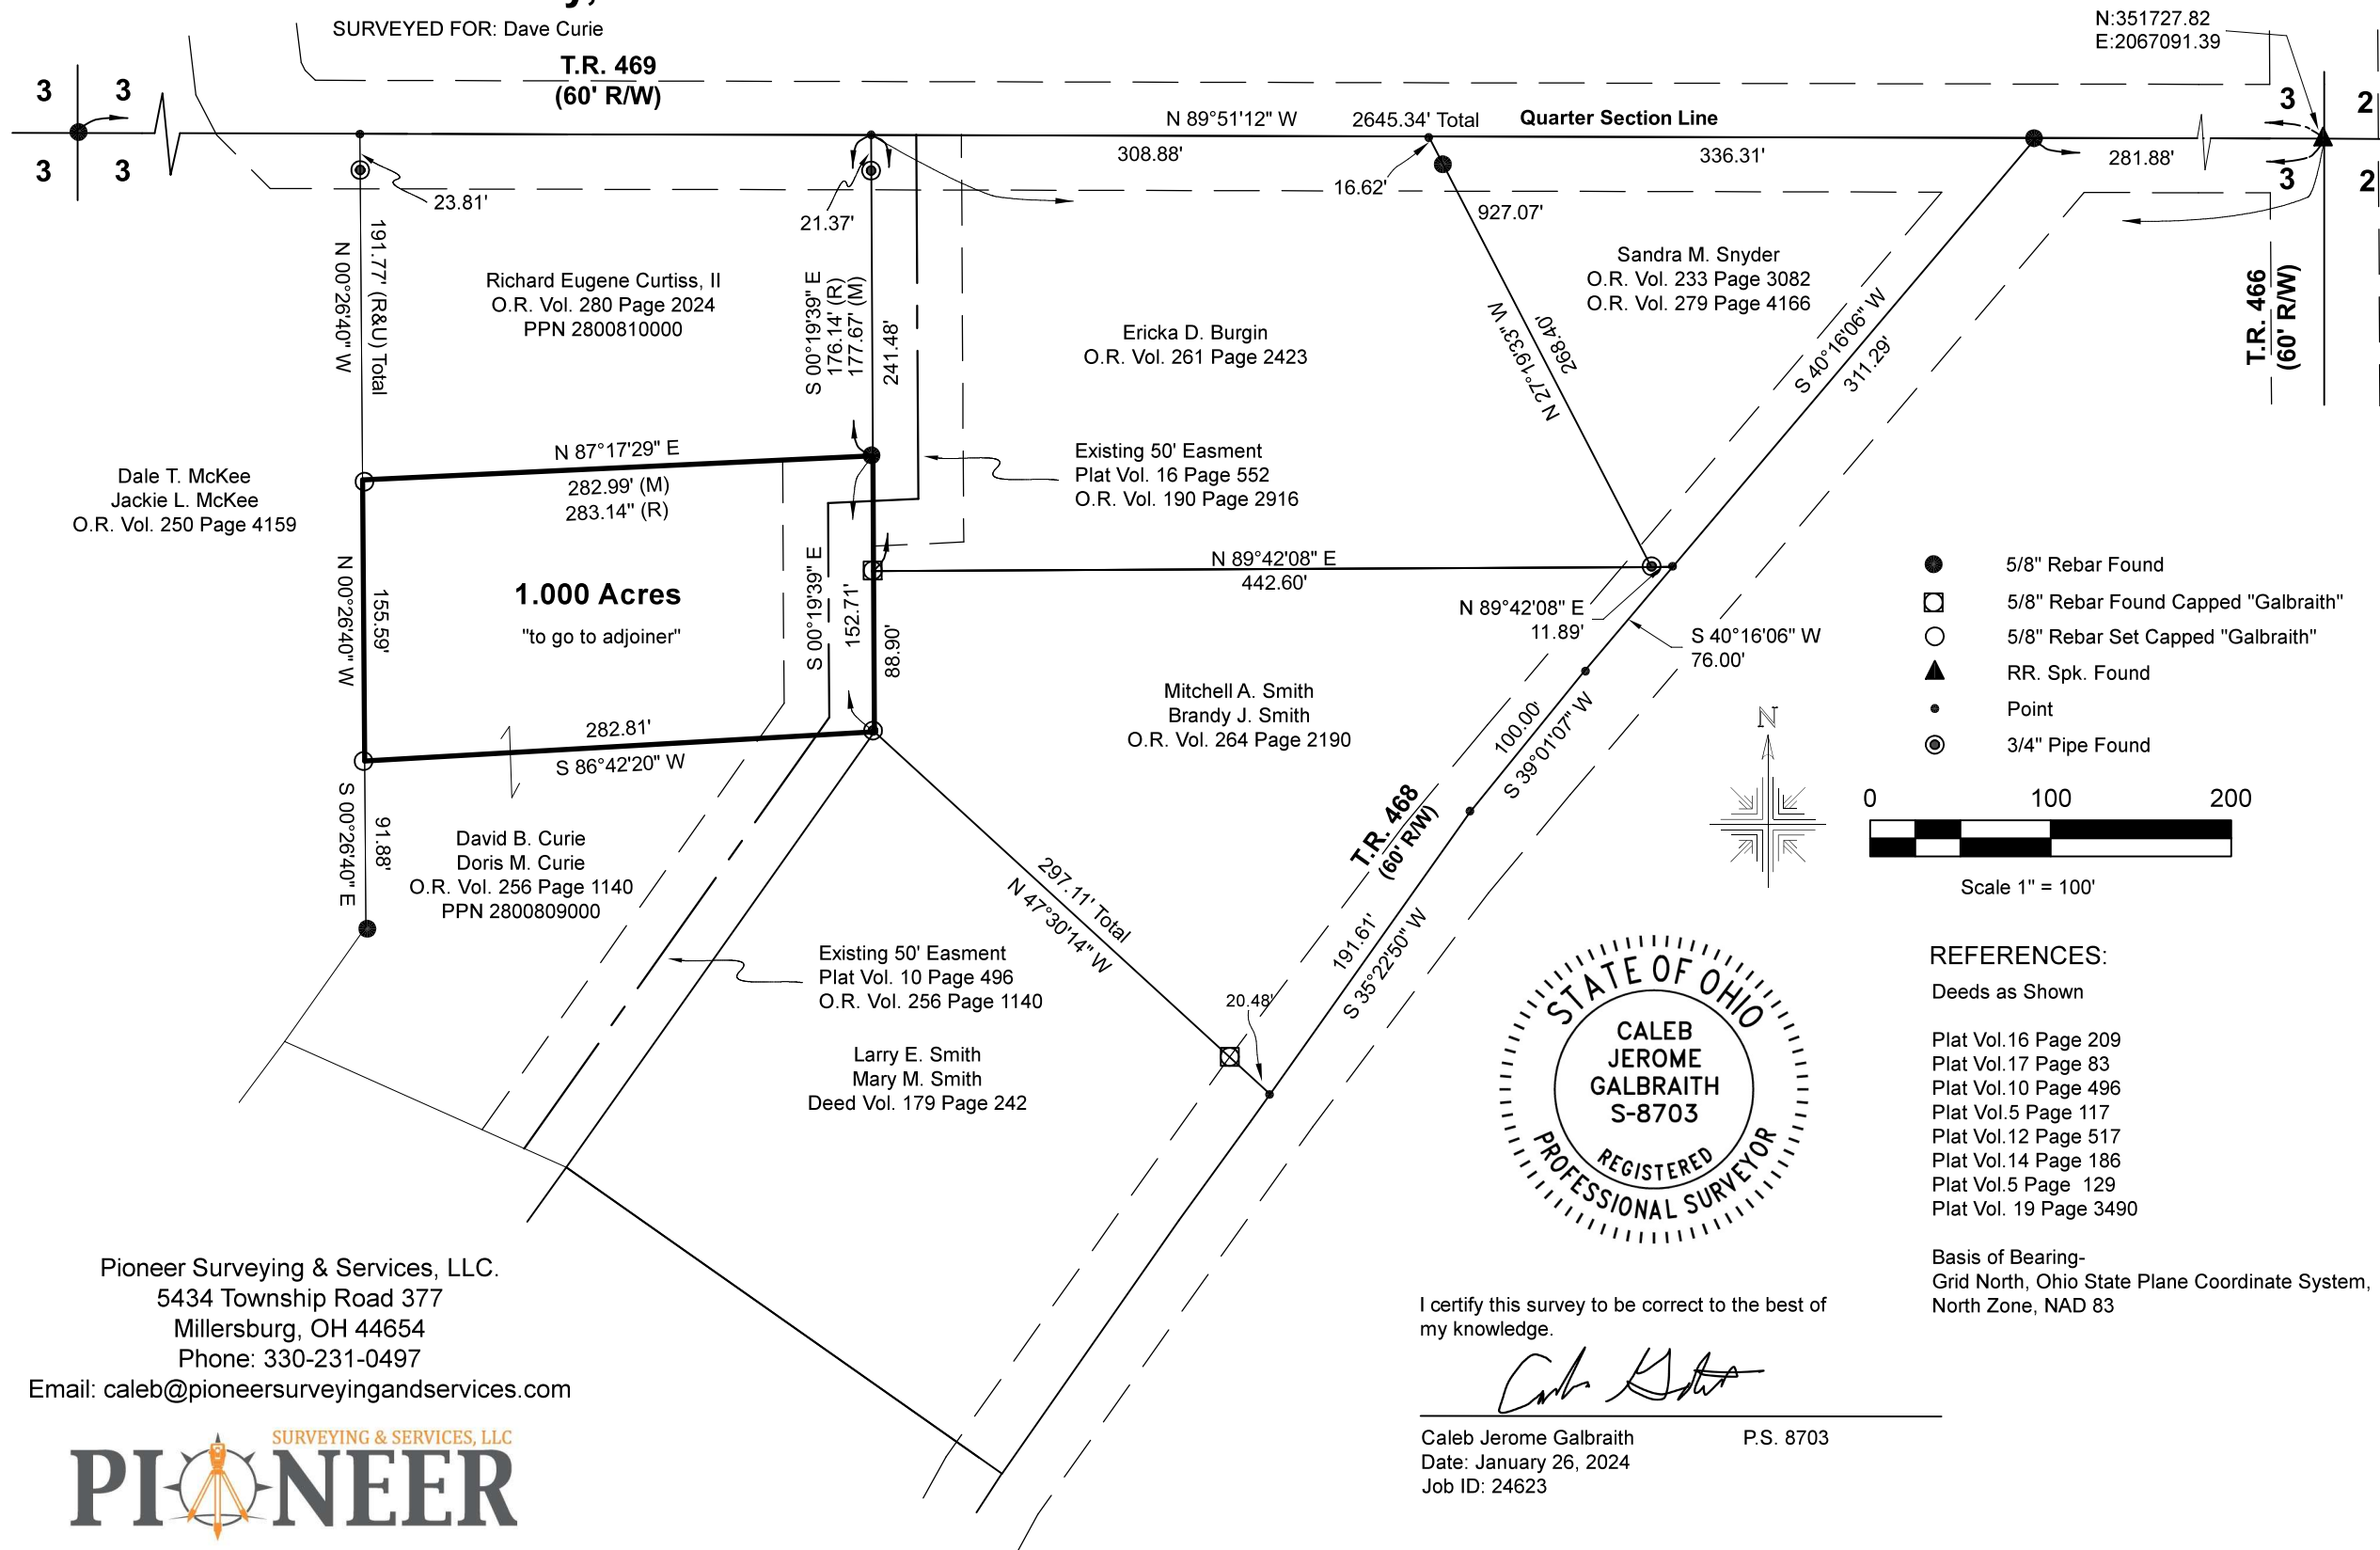 SURVEYED FOR: Dave Curie
T.R. 469
(60' R/W)
N:351727.82
E:2067091.39
3
3
3
3
N 89°51'12" W
2645.34' Total
Quarter Section Line
308.88'
336.31'
281.88'
3
2
3
2
23.81'
21.37'
16.62'
927.07'
191.77' (R&U) Total
N 00°26'40" W
Richard Eugene Curtiss, II
O.R. Vol. 280 Page 2024
PPN 2800810000
S 00°19'39" E
176.14' (R)
177.67' (M)
241.48'
Ericka D. Burgin
O.R. Vol. 261 Page 2423
N 27°19'33" W
268.40'
Sandra M. Snyder
O.R. Vol. 233 Page 3082
O.R. Vol. 279 Page 4166
S 40°16'06" W
311.29'
T.R. 466
(60' R/W)
Dale T. McKee
Jackie L. McKee
O.R. Vol. 250 Page 4159
N 87°17'29" E
282.99' (M)
283.14" (R)
Existing 50' Easment
Plat Vol. 16 Page 552
O.R. Vol. 190 Page 2916
N 00°26'40" W
155.59'
1.000 Acres
"to go to adjoiner"
S 00°19'39" E
152.71'
88.90'
N 89°42'08" E
442.60'
N 89°42'08" E
11.89'
S 40°16'06" W
76.00'
5/8" Rebar Found
5/8" Rebar Found Capped "Galbraith"
5/8" Rebar Set Capped "Galbraith"
RR. Spk. Found
Point
3/4" Pipe Found
282.81'
S 86°42'20" W
Mitchell A. Smith
Brandy J. Smith
O.R. Vol. 264 Page 2190
100.00'
S 39°01'07" W
N
0 100 200
Scale 1" = 100'
S 00°26'40" E
91.88'
David B. Curie
Doris M. Curie
O.R. Vol. 256 Page 1140
PPN 2800809000
T.R. 468
(60' R/W)
297.11' Total
N 47°30'14" W
191.61'
S 35°22'50" W
20.48'
Existing 50' Easment
Plat Vol. 10 Page 496
O.R. Vol. 256 Page 1140
Larry E. Smith
Mary M. Smith
Deed Vol. 179 Page 242
STATE OF OHIO
CALEB
JEROME
GALBRAITH
S-8703
REGISTERED
PROFESSIONAL SURVEYOR
REFERENCES:
Deeds as Shown
Plat Vol.16 Page 209
Plat Vol.17 Page 83
Plat Vol.10 Page 496
Plat Vol.5 Page 117
Plat Vol.12 Page 517
Plat Vol.14 Page 186
Plat Vol.5 Page 129
Plat Vol. 19 Page 3490
Basis of Bearing-
Grid North, Ohio State Plane Coordinate System,
North Zone, NAD 83
Pioneer Surveying & Services, LLC.
5434 Township Road 377
Millersburg, OH 44654
Phone: 330-231-0497
Email: caleb@pioneersurveyingandservices.com
SURVEYING & SERVICES, LLC
PIONEER
I certify this survey to be correct to the best of
my knowledge.
Caleb Jerome Galbraith P.S. 8703
Date: January 26, 2024
Job ID: 24623